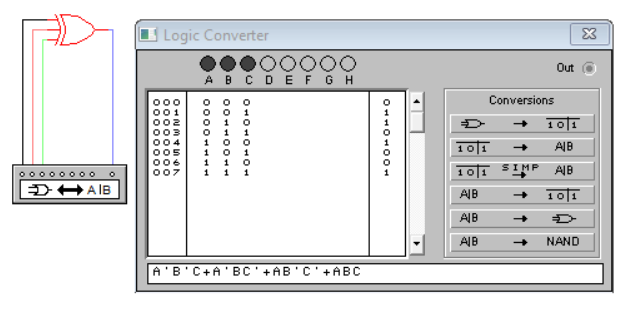 Logic Converter
A B C D E F G H
Out
000 0 0 0 0
001 0 0 1 1
002 0 1 0 1
003 0 1 1 0
004 1 0 0 1
005 1 0 1 0
006 1 1 0 0
007 1 1 1 1
Conversions
→ 1 0 | 1
1 0 | 1 → A|B
1 0 | 1 SIMP → A|B
A|B → 1 0 | 1
A|B →
A|B → NAND
A'B'C+A'BC'+AB'C'+ABC
A|B